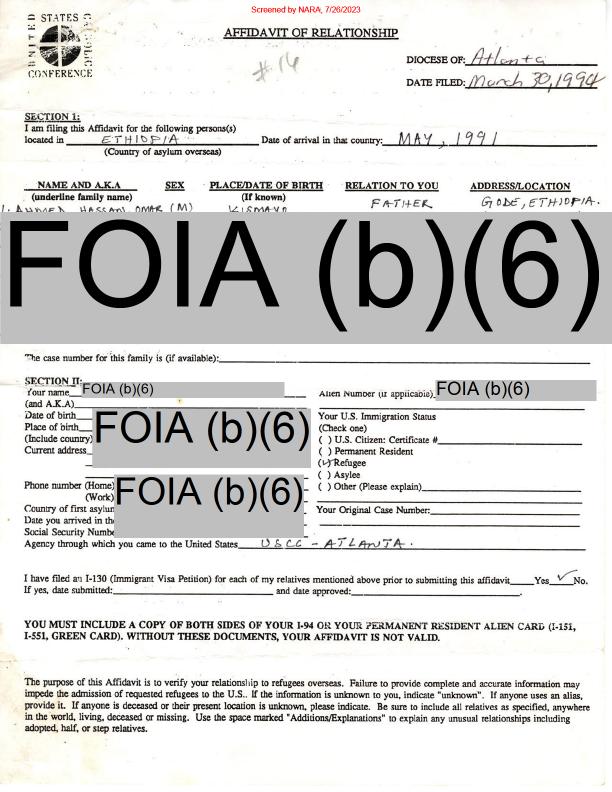 Screened by NARA, 7/26/2023
UNITED STATES CATHOLIC CONFERENCE
AFFIDAVIT OF RELATIONSHIP
#16
DIOCESE OF: Atlanta
DATE FILED: March 30, 1994
SECTION I:
I am filing this Affidavit for the following persons(s)
located in ETHIOPIA Date of arrival in that country: MAY, 1991
(Country of asylum overseas)
NAME AND A.K.A SEX PLACE/DATE OF BIRTH RELATION TO YOU ADDRESS/LOCATION
(underline family name) (If known)
1. AHMED HASSAN OMAR (M) KISMAYO FATHER GODE, ETHIOPIA.
FOIA (b)(6)
The case number for this family is (if available):
SECTION II:
Your name FOIA (b)(6) Alien Number (if applicable) FOIA (b)(6)
(and A.K.A)
Date of birth FOIA (b)(6) Your U.S. Immigration Status
Place of birth (Check one)
(Include country) ( ) U.S. Citizen: Certificate #
Current address ( ) Permanent Resident
(✓) Refugee
( ) Asylee
Phone number (Home) FOIA (b)(6) ( ) Other (Please explain)
(Work)
Country of first asylum Your Original Case Number:
Date you arrived in the
Social Security Numbe
Agency through which you came to the United States USCC - ATLANTA.
I have filed an I-130 (Immigrant Visa Petition) for each of my relatives mentioned above prior to submitting this affidavit Yes ✓ No.
If yes, date submitted: and date approved: .
YOU MUST INCLUDE A COPY OF BOTH SIDES OF YOUR I-94 OR YOUR PERMANENT RESIDENT ALIEN CARD (I-151,
I-551, GREEN CARD). WITHOUT THESE DOCUMENTS, YOUR AFFIDAVIT IS NOT VALID.
The purpose of this Affidavit is to verify your relationship to refugees overseas. Failure to provide complete and accurate information may
impede the admission of requested refugees to the U.S.. If the information is unknown to you, indicate "unknown". If anyone uses an alias,
provide it. If anyone is deceased or their present location is unknown, please indicate. Be sure to include all relatives as specified, anywhere
in the world, living, deceased or missing. Use the space marked "Additions/Explanations" to explain any unusual relationships including
adopted, half, or step relatives.